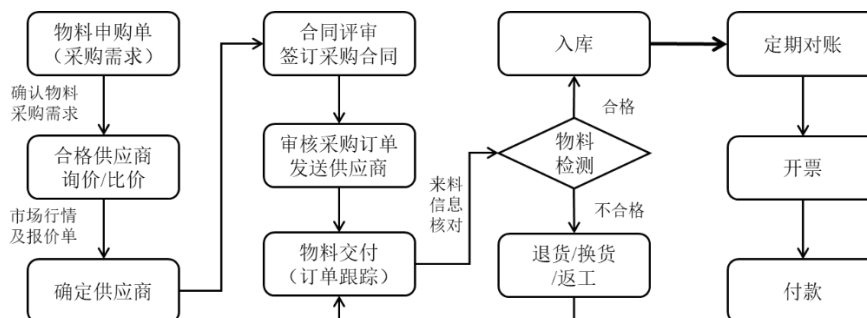 物料申购单
（采购需求）
确认物料
采购需求
合格供应商
询价/比价
市场行情
及报价单
确定供应商
合同评审
签订采购合同
审核采购订单
发送供应商
物料交付
（订单跟踪）
来料
信息
核对
入库
合格
物料
检测
不合格
退货/换货
/返工
定期对账
开票
付款